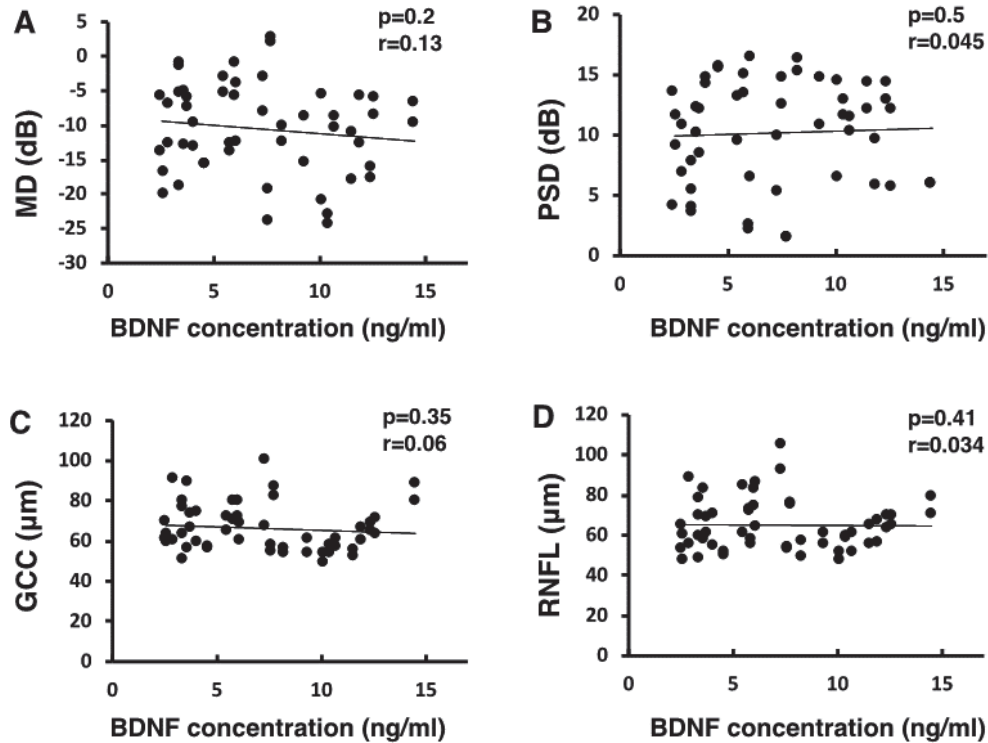 A
p=0.2
r=0.13
MD (dB)
5
0
-5
-10
-15
-20
-25
-30
0
5
10
15
BDNF concentration (ng/ml)
B
p=0.5
r=0.045
PSD (dB)
20
15
10
5
0
0
5
10
15
BDNF concentration (ng/ml)
C
p=0.35
r=0.06
GCC (µm)
120
100
80
60
40
20
0
0
5
10
15
BDNF concentration (ng/ml)
D
p=0.41
r=0.034
RNFL (µm)
120
100
80
60
40
20
0
0
5
10
15
BDNF concentration (ng/ml)